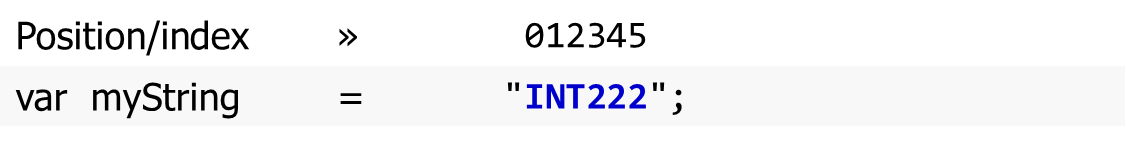 Position/index » 012345
var myString = "INT222";